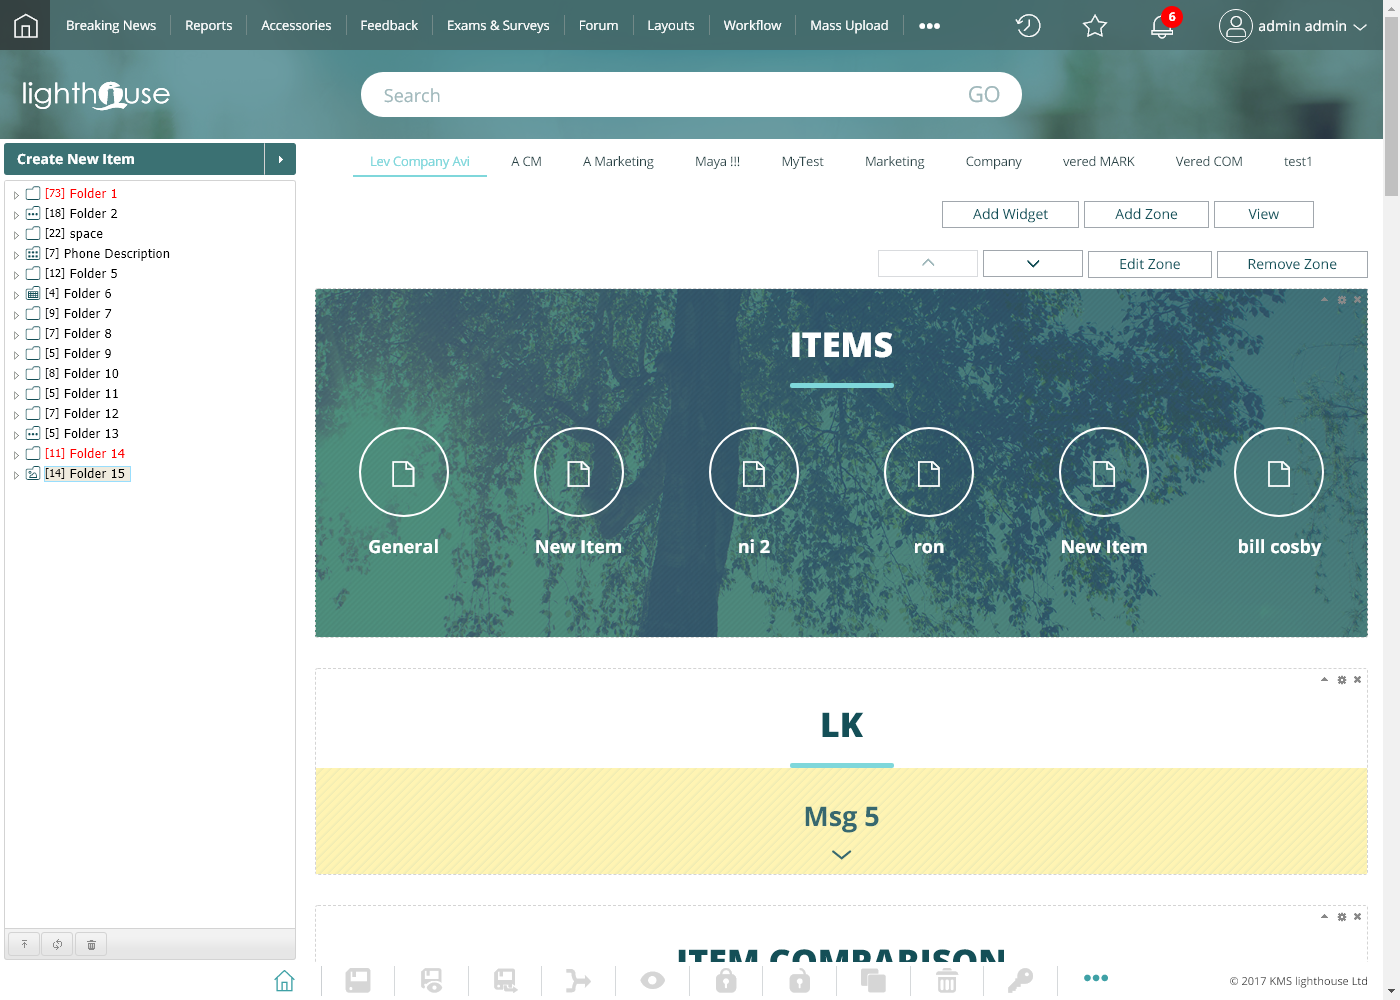 Breaking News Reports Accessories Feedback Exams & Surveys Forum Layouts Workflow Mass Upload 6 admin admin
lighthouse Search GO
Create New Item
Lev Company Avi A CM A Marketing Maya !!! MyTest Marketing Company vered MARK Vered COM test1
[73] Folder 1
[18] Folder 2
[22] space
[7] Phone Description
[12] Folder 5
[4] Folder 6
[9] Folder 7
[7] Folder 8
[5] Folder 9
[8] Folder 10
[5] Folder 11
[7] Folder 12
[5] Folder 13
[11] Folder 14
[14] Folder 15
Add Widget Add Zone View
Edit Zone Remove Zone
ITEMS
General New Item ni 2 ron New Item bill cosby
LK
Msg 5
ITEM COMPARISON
© 2017 KMS lighthouse Ltd